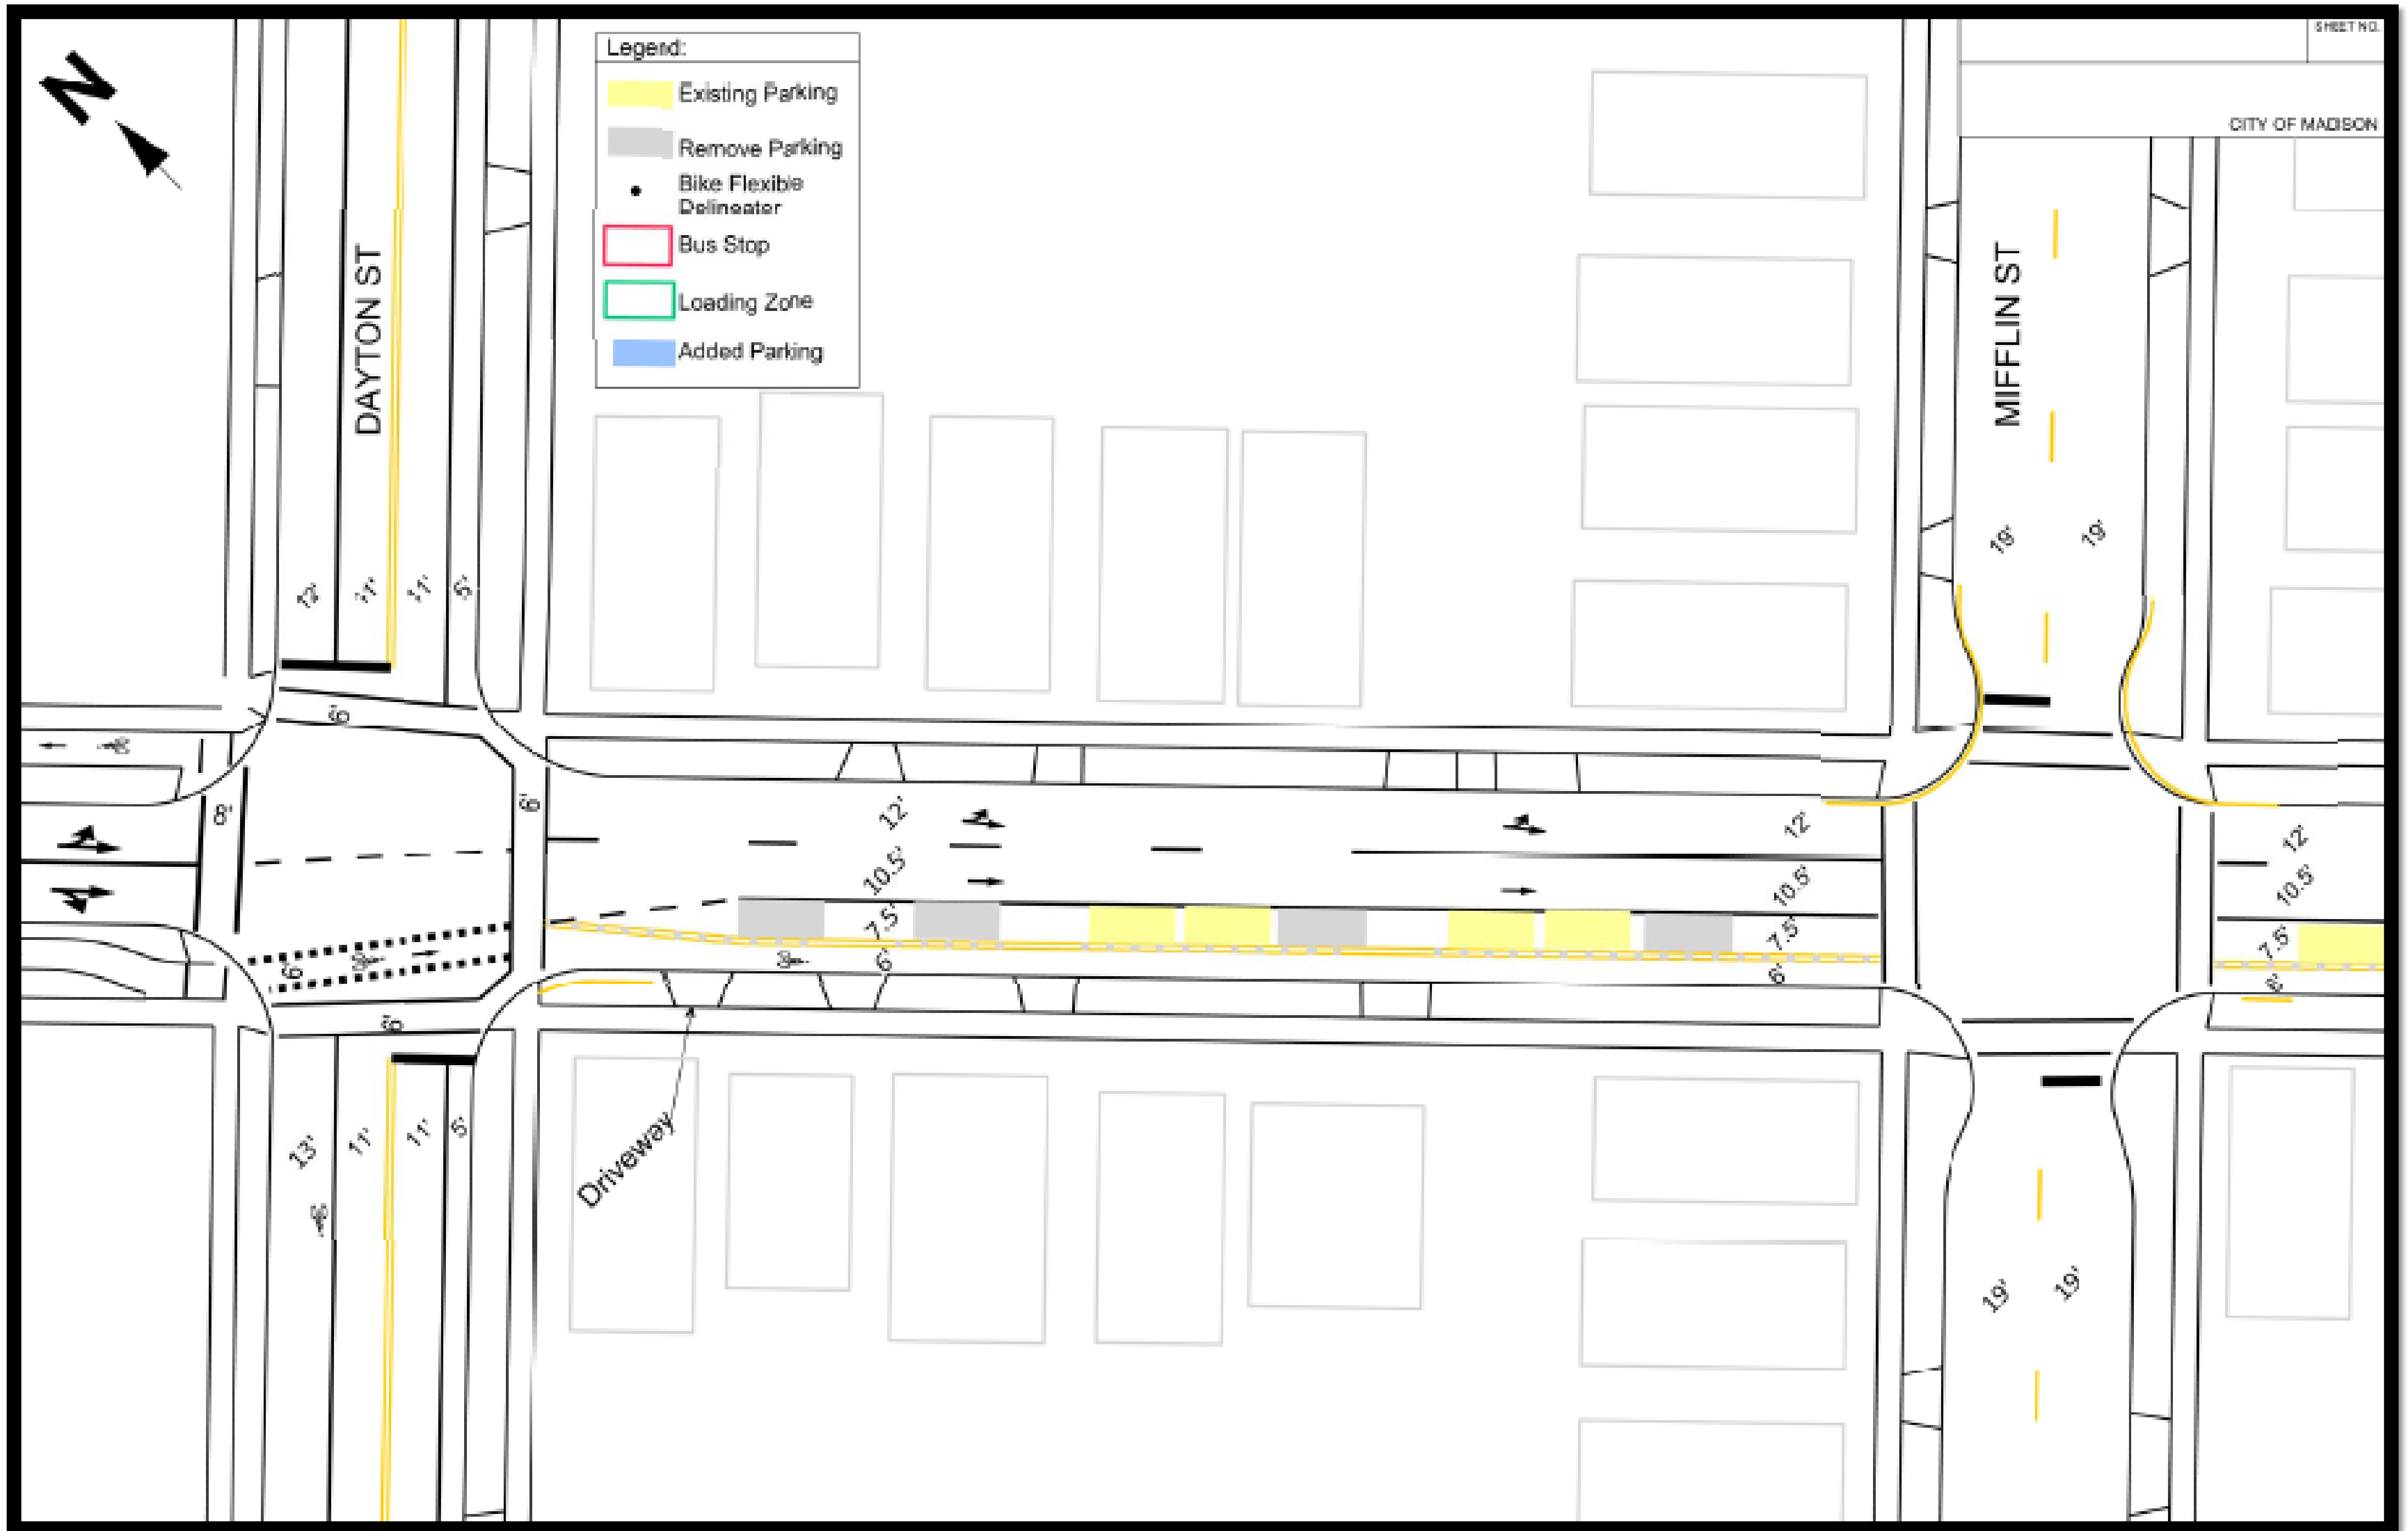 SHEET NO.
N
Legend:
Existing Parking
CITY OF MADISON
Remove Parking
Bike Flexible
Delineater
Bus Stop
Loading Zone
Added Parking
DAYTON ST
MIFFLIN ST
19'
19'
12'
11'
11'
5'
6'
8'
6'
12'
12'
12'
10.5'
10.5'
10.5'
7.5'
7.5'
7.5'
6'
6'
6'
6'
6'
13'
11'
11'
5'
Driveway
19'
19'